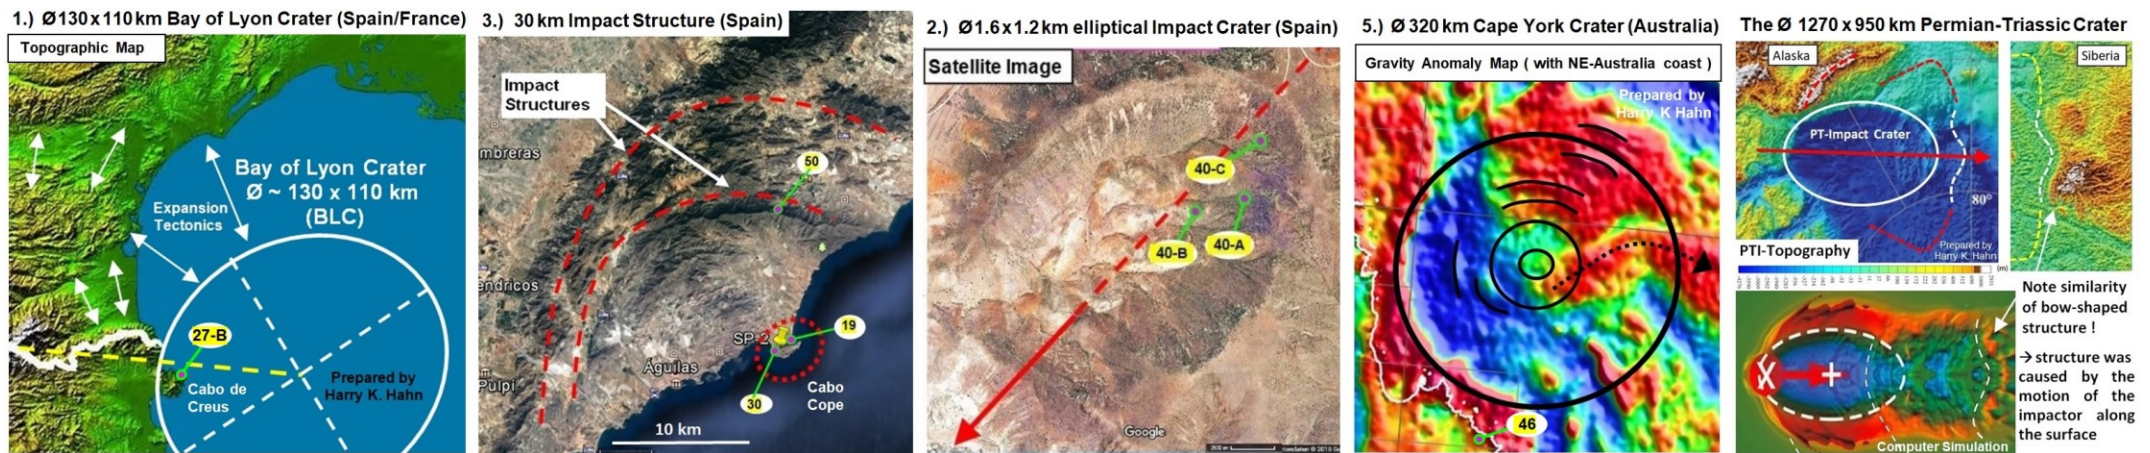 1.) Ø130 x 110 km Bay of Lyon Crater (Spain/France)
Topographic Map
Bay of Lyon Crater
Ø ~ 130 x 110 km
(BLC)
Expansion
Tectonics
27-B
Cabo de
Creus
Prepared by
Harry K. Hahn
3.) 30 km Impact Structure (Spain)
Impact
Structures
mbreras
50
éndricos
SP-2
19
Águilas
Pulpí
Cabo
Cope
30
10 km
2.) Ø1.6 x 1.2 km elliptical Impact Crater (Spain)
Satellite Image
40-C
40-B
40-A
Google
5.) Ø 320 km Cape York Crater (Australia)
Gravity Anomaly Map ( with NE-Australia coast )
Prepared by
Harry K Hahn
46
The Ø 1270 x 950 km Permian-Triassic Crater
Alaska
Siberia
PT-Impact Crater
80°
PTI-Topography
Prepared by
Harry K. Hahn
(m)
Note similarity
of bow-shaped
structure !
→ structure was
caused by the
motion of the
impactor along
the surface
X
+
Computer Simulation